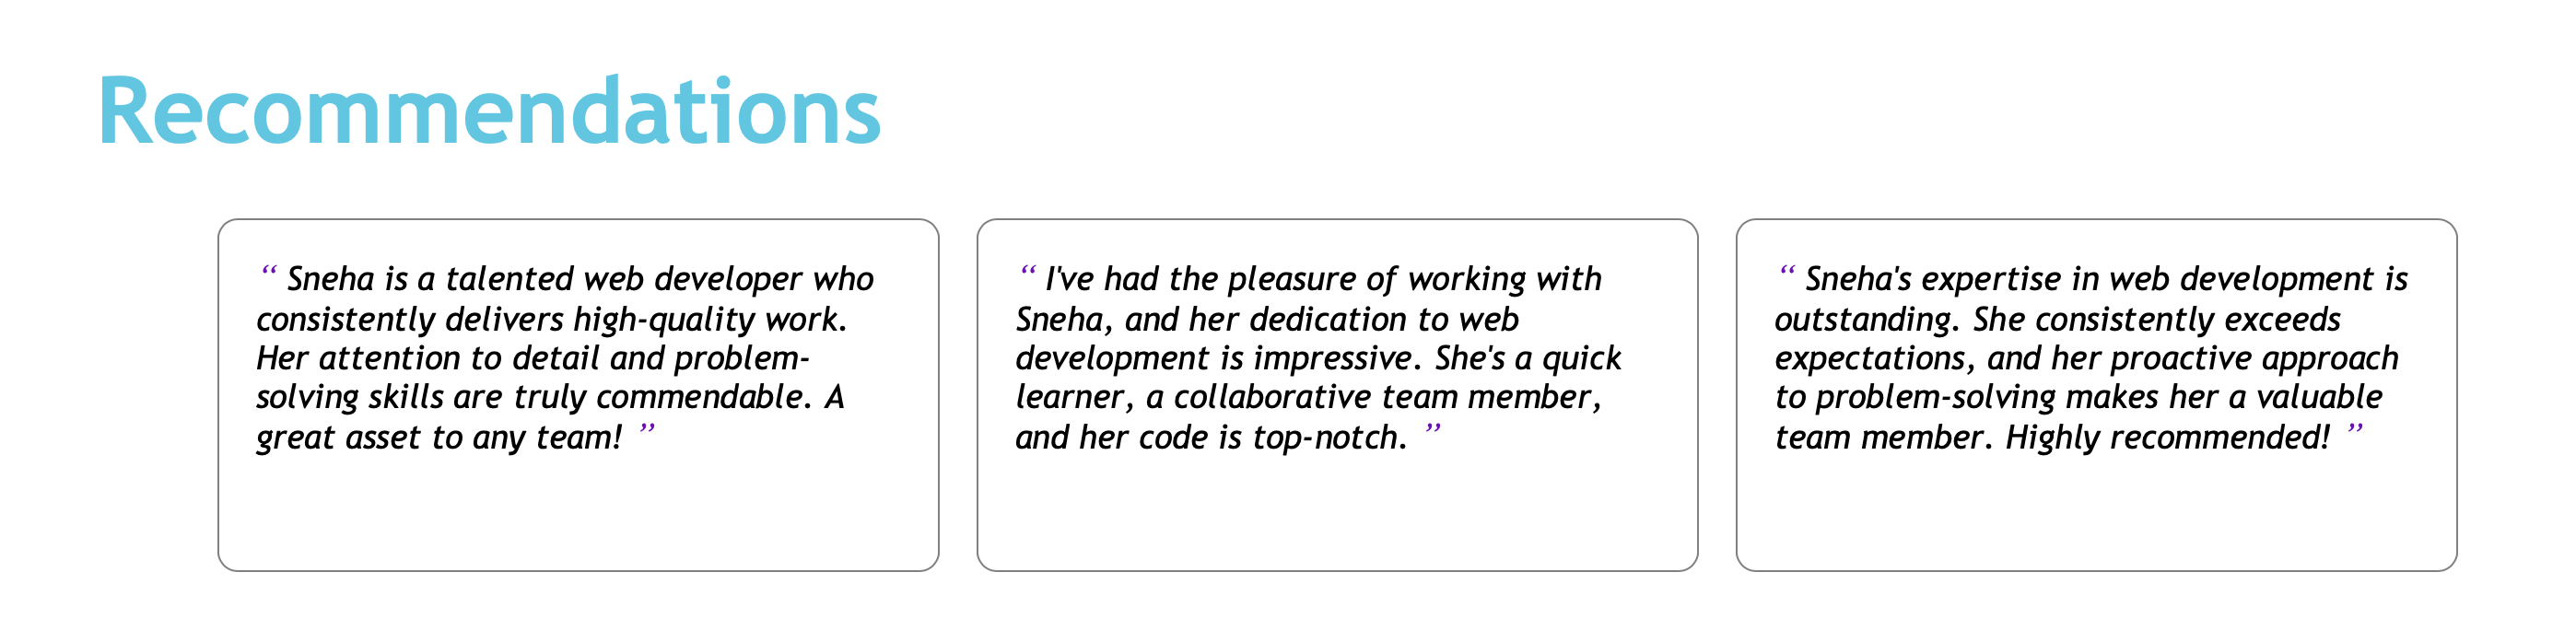 Recommendations
“ Sneha is a talented web developer who
consistently delivers high-quality work.
Her attention to detail and problem-
solving skills are truly commendable. A
great asset to any team! ”
“ I've had the pleasure of working with
Sneha, and her dedication to web
development is impressive. She's a quick
learner, a collaborative team member,
and her code is top-notch. ”
“ Sneha's expertise in web development is
outstanding. She consistently exceeds
expectations, and her proactive approach
to problem-solving makes her a valuable
team member. Highly recommended! ”